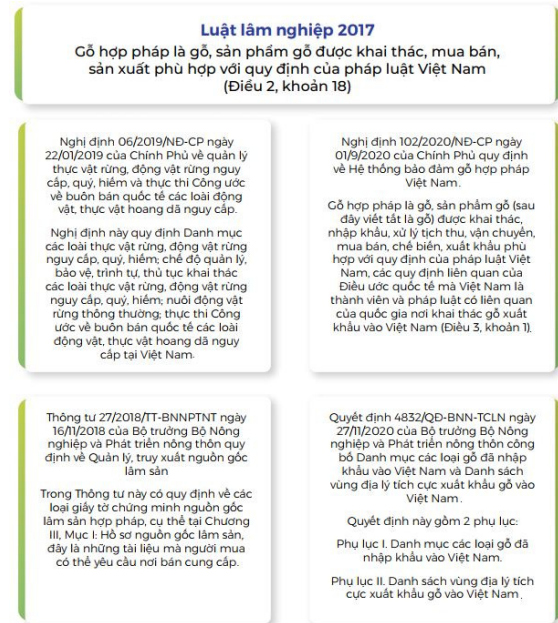 Luật lâm nghiệp 2017
Gỗ hợp pháp là gỗ, sản phẩm gỗ được khai thác, mua bán,
sản xuất phù hợp với quy định của pháp luật Việt Nam
(Điều 2, khoản 18)
Nghị định 06/2019/NĐ-CP ngày
22/01/2019 của Chính Phủ về quản lý
thực vật rừng, động vật rừng nguy
cấp, quý, hiếm và thực thi Công ước
về buôn bán quốc tế các loài động
vật, thực vật hoang dã nguy cấp.
Nghị định này quy định Danh mục
các loài thực vật rừng, động vật rừng
nguy cấp, quý, hiếm; chế độ quản lý,
bảo vệ, trình tự, thủ tục khai thác
các loài thực vật rừng, động vật rừng
nguy cấp, quý, hiếm; nuôi động vật
rừng thông thường; thực thi Công
ước về buôn bán quốc tế các loài
động vật, thực vật hoang dã nguy
cấp tại Việt Nam.
Nghị định 102/2020/NĐ-CP ngày
01/9/2020 của Chính Phủ quy định
về Hệ thống bảo đảm gỗ hợp pháp
Việt Nam.
Gỗ hợp pháp là gỗ, sản phẩm gỗ (sau
đây viết tắt là gỗ) được khai thác,
nhập khẩu, xử lý tịch thu, vận chuyển,
mua bán, chế biến, xuất khẩu phù
hợp với quy định của pháp luật Việt
Nam, các quy định liên quan của
Điều ước quốc tế mà Việt Nam là
thành viên và pháp luật có liên quan
của quốc gia nơi khai thác gỗ xuất
khẩu vào Việt Nam (Điều 3, khoản 1).
Thông tư 27/2018/TT-BNNPTNT ngày
16/11/2018 của Bộ trưởng Bộ Nông
nghiệp và Phát triển nông thôn quy
định về Quản lý, truy xuất nguồn gốc
lâm sản
Trong Thông tư này có quy định về các
loại giấy tờ chứng minh nguồn gốc
lâm sản hợp pháp, cụ thể tại Chương
III, Mục I: Hồ sơ nguồn gốc lâm sản,
đây là những tài liệu mà người mua
có thể yêu cầu nơi bán cung cấp.
Quyết định 4832/QĐ-BNN-TCLN ngày
27/11/2020 của Bộ trưởng Bộ Nông
nghiệp và Phát triển nông thôn công
bố Danh mục các loại gỗ đã nhập
khẩu vào Việt Nam và Danh sách
vùng địa lý tích cực xuất khẩu gỗ vào
Việt Nam.
Quyết định này gồm 2 phụ lục:
Phụ lục I. Danh mục các loại gỗ đã
nhập khẩu vào Việt Nam.
Phụ lục II. Danh sách vùng địa lý tích
cực xuất khẩu gỗ vào Việt Nam.